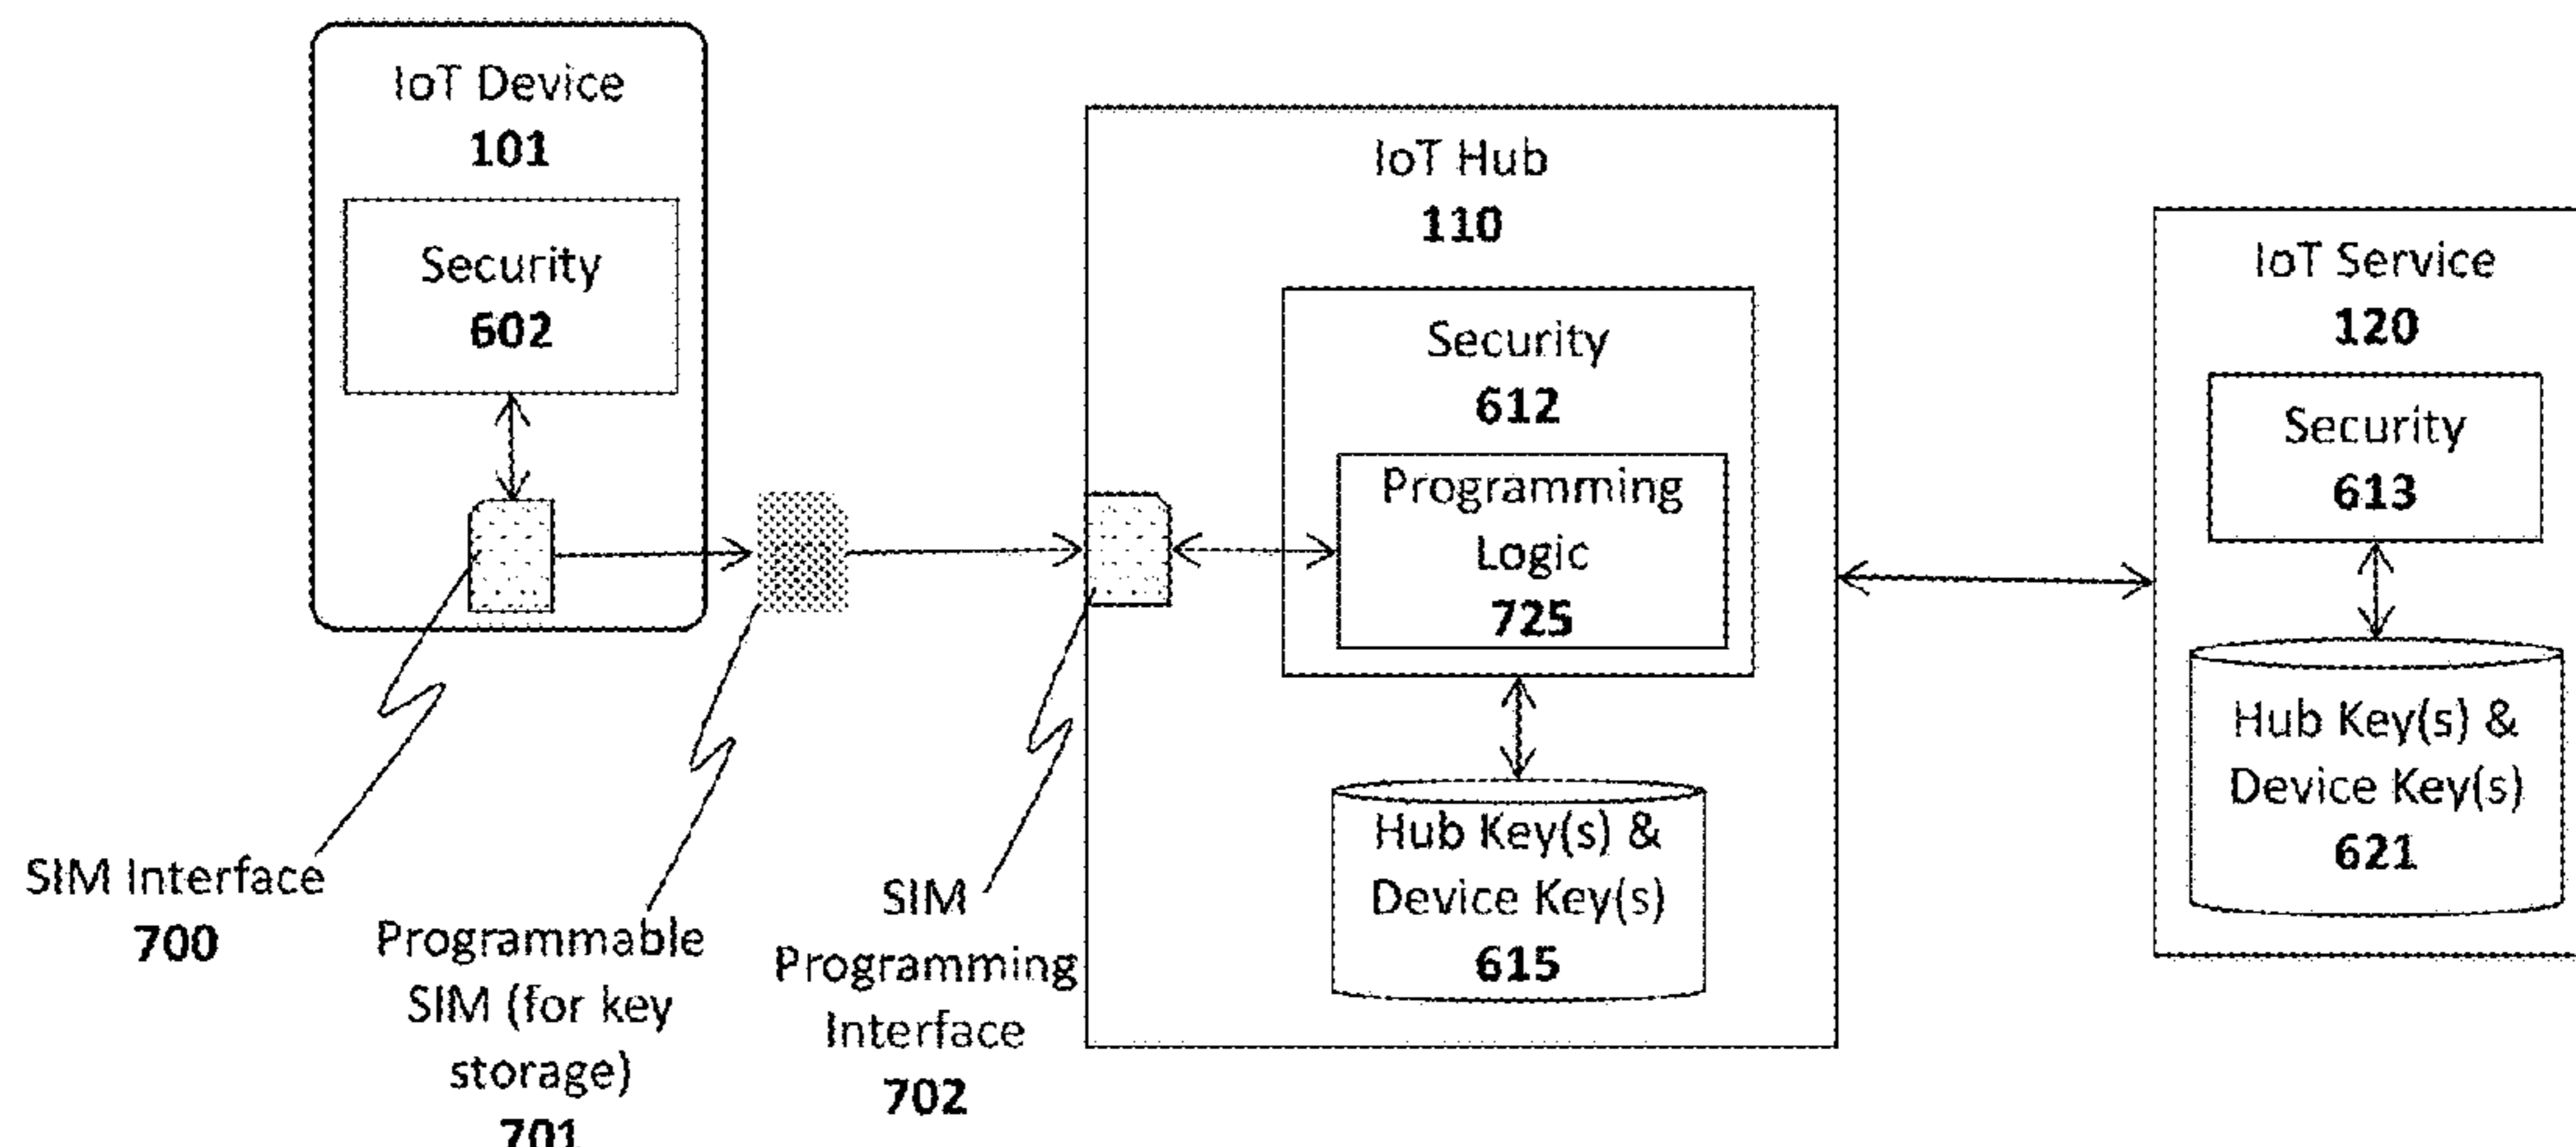 IoT Device
101
Security
602
IoT Hub
110
Security
612
Programming
Logic
725
Hub Key(s) &
Device Key(s)
615
IoT Service
120
Security
613
Hub Key(s) &
Device Key(s)
621
SIM Interface
700
Programmable
SIM (for key
storage)
701
SIM
Programming
Interface
702